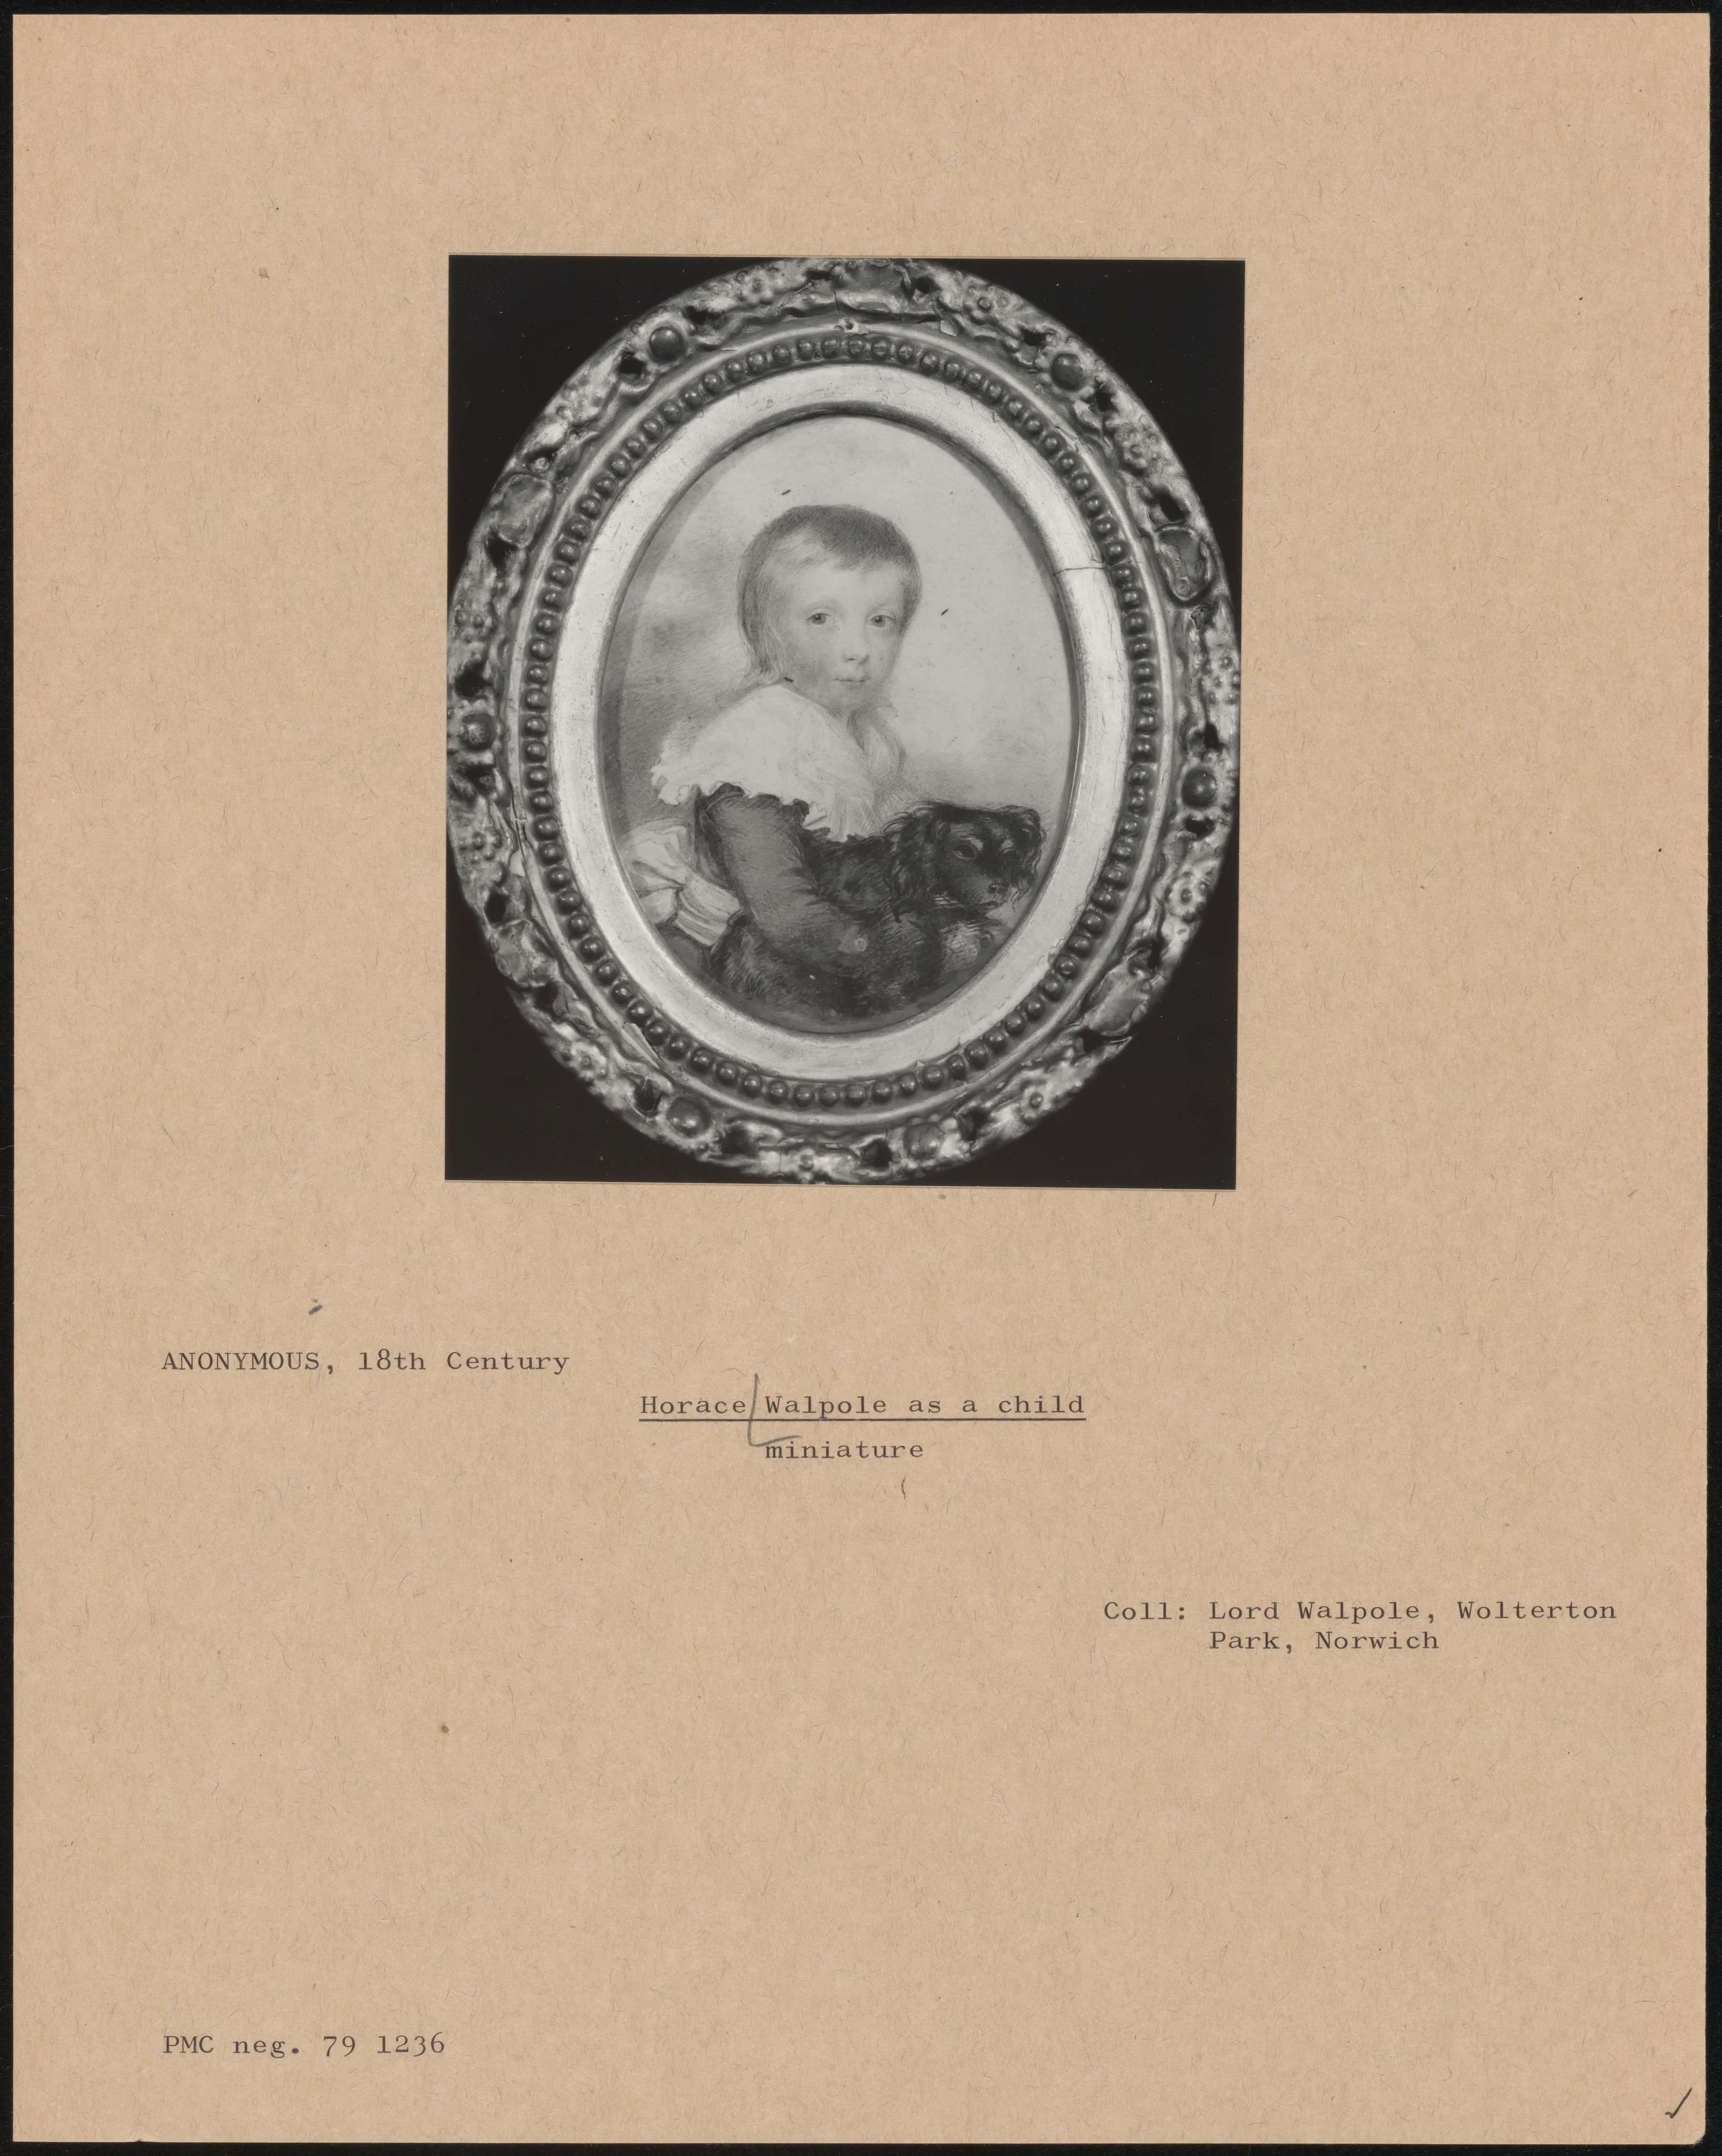 ANONYMOUS, 18th Century
Horace Walpole as a child
miniature
Coll: Lord Walpole, Wolterton
Park, Norwich
PMC neg. 79 1236